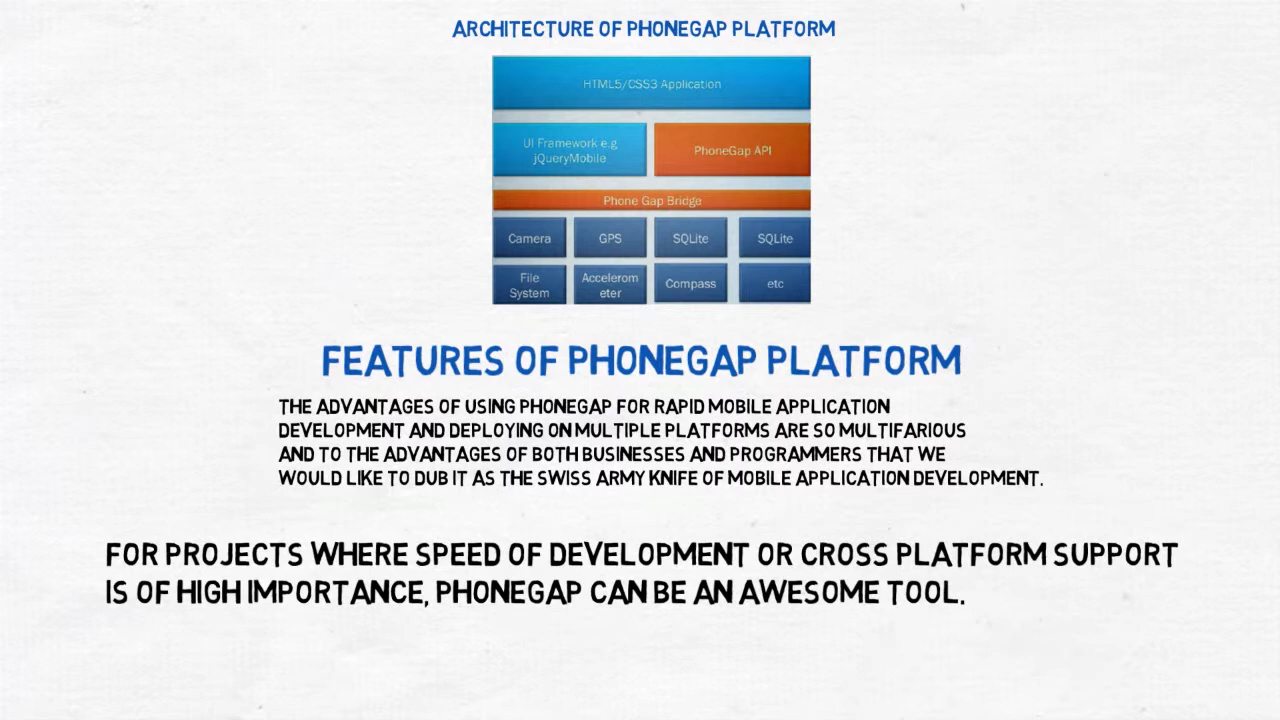 ARCHITECTURE OF PHONEGAP PLATFORM
HTML5/CSS3 Application
UI Framework e.g
jQueryMobile
PhoneGap API
Phone Gap Bridge
Camera
GPS
SQLite
SQLite
File
System
Accelerom
eter
Compass
etc
FEATURES OF PHONEGAP PLATFORM
THE ADVANTAGES OF USING PHONEGAP FOR RAPID MOBILE APPLICATION
DEVELOPMENT AND DEPLOYING ON MULTIPLE PLATFORMS ARE SO MULTIFARIOUS
AND TO THE ADVANTAGES OF BOTH BUSINESSES AND PROGRAMMERS THAT WE
WOULD LIKE TO DUB IT AS THE SWISS ARMY KNIFE OF MOBILE APPLICATION DEVELOPMENT.
FOR PROJECTS WHERE SPEED OF DEVELOPMENT OR CROSS PLATFORM SUPPORT
IS OF HIGH IMPORTANCE, PHONEGAP CAN BE AN AWESOME TOOL.